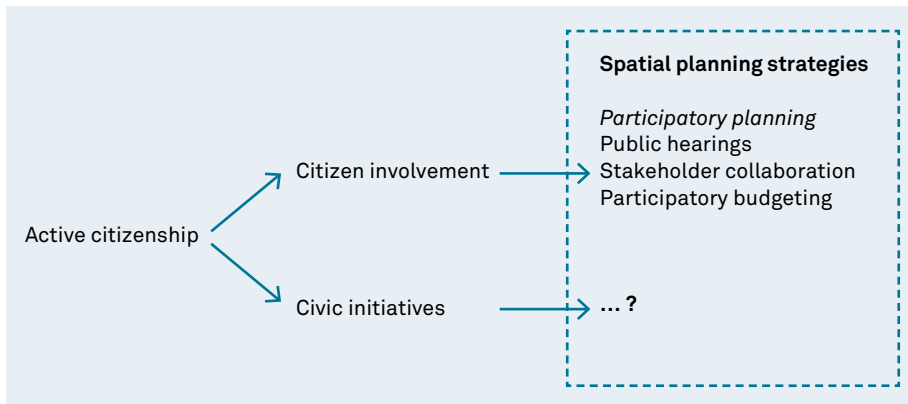 Spatial planning strategies
Participatory planning
Public hearings
Citizen involvement
Stakeholder collaboration
Participatory budgeting
Active citizenship
Civic initiatives
... ?